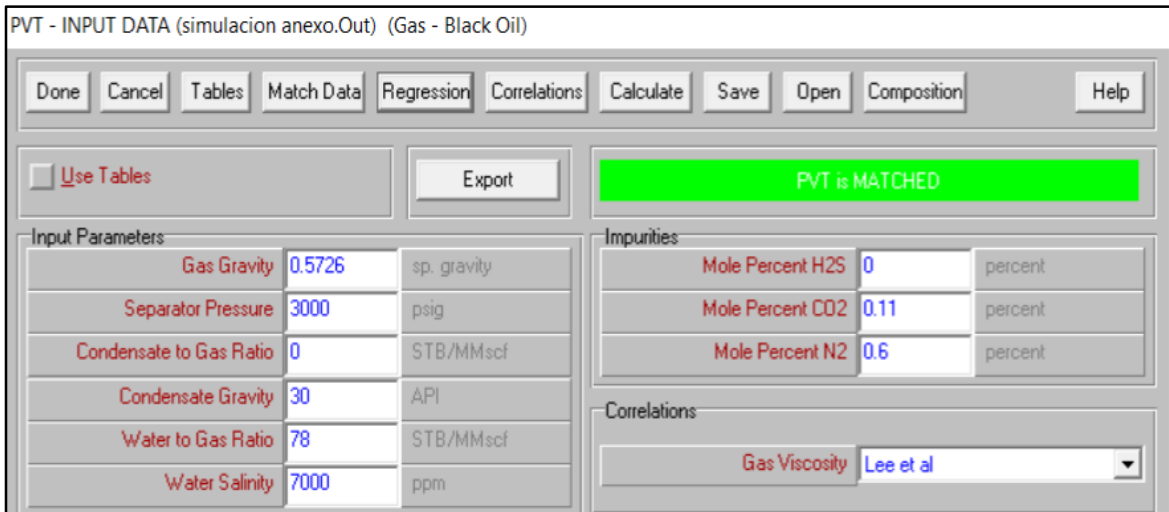 PVT - INPUT DATA (simulacion anexo.Out) (Gas - Black Oil)
Done Cancel Tables Match Data Regression Correlations Calculate Save Open Composition Help
Use Tables Export PVT is MATCHED
Input Parameters
Gas Gravity 0.5726 sp. gravity
Separator Pressure 3000 psig
Condensate to Gas Ratio 0 STB/MMscf
Condensate Gravity 30 API
Water to Gas Ratio 78 STB/MMscf
Water Salinity 7000 ppm
Impurities
Mole Percent H2S 0 percent
Mole Percent CO2 0.11 percent
Mole Percent N2 0.6 percent
Correlations
Gas Viscosity Lee et al